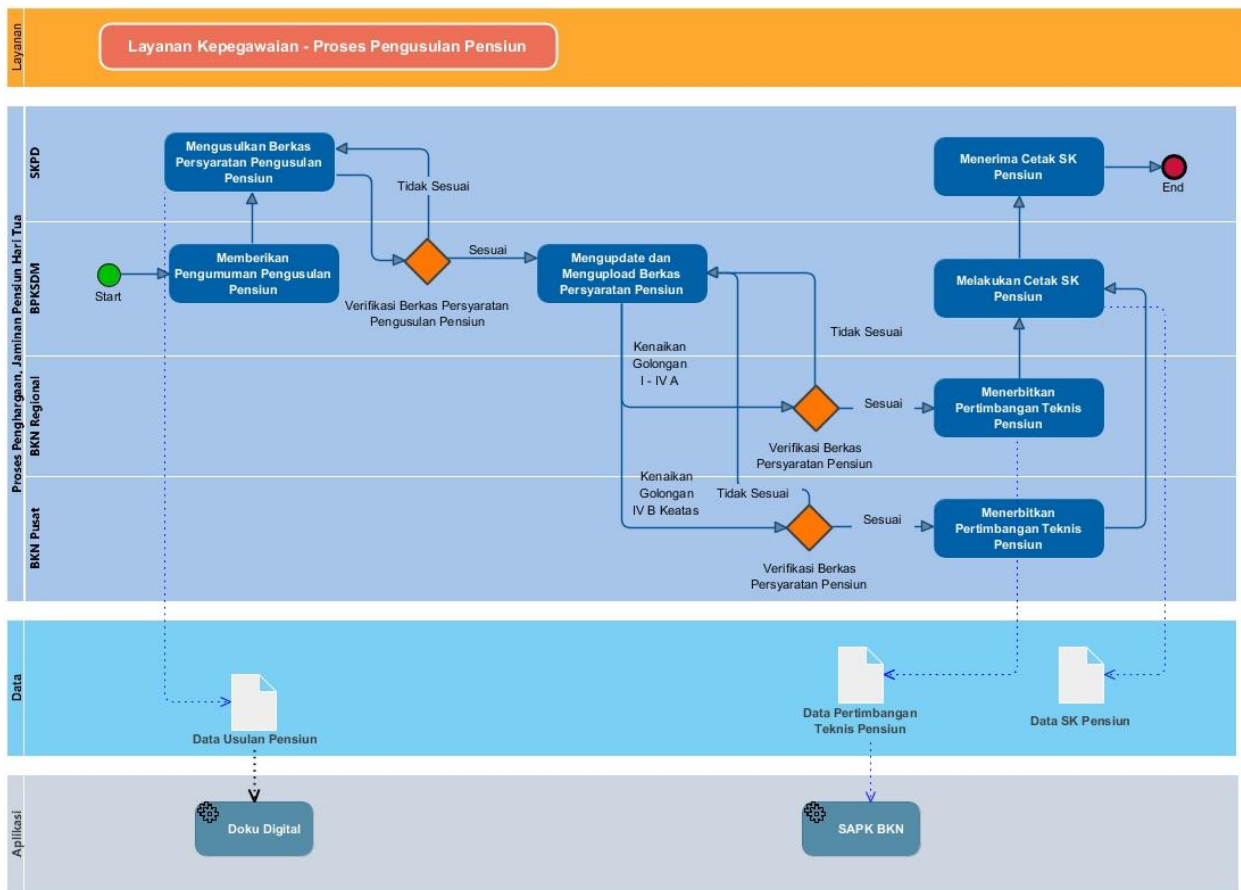 Layanan
Layanan Kepegawaian - Proses Pengusulan Pensiun
Proses Penghargaan, Jaminan Pensiun Hari Tua
SKPD
Mengusulkan Berkas
Persyaratan Pengusulan
Pensiun
Tidak Sesuai
Menerima Cetak SK
Pensiun
End
BPKSDM
Start
Memberikan
Pengumuman Pengusulan
Pensiun
Sesuai
Verifikasi Berkas Persyaratan
Pengusulan Pensiun
Mengupdate dan
Mengupload Berkas
Persyaratan Pensiun
Melakukan Cetak SK
Pensiun
Tidak Sesuai
Kenaikan
Golongan
I - IV A
BKN Regional
Sesuai
Verifikasi Berkas
Persyaratan Pensiun
Menerbitkan
Pertimbangan Teknis
Pensiun
BKN Pusat
Kenaikan
Golongan
IV B Keatas
Tidak Sesuai
Sesuai
Verifikasi Berkas
Persyaratan Pensiun
Menerbitkan
Pertimbangan Teknis
Pensiun
Data
Data Usulan Pensiun
Data Pertimbangan
Teknis Pensiun
Data SK Pensiun
Aplikasi
Doku Digital
SAPK BKN